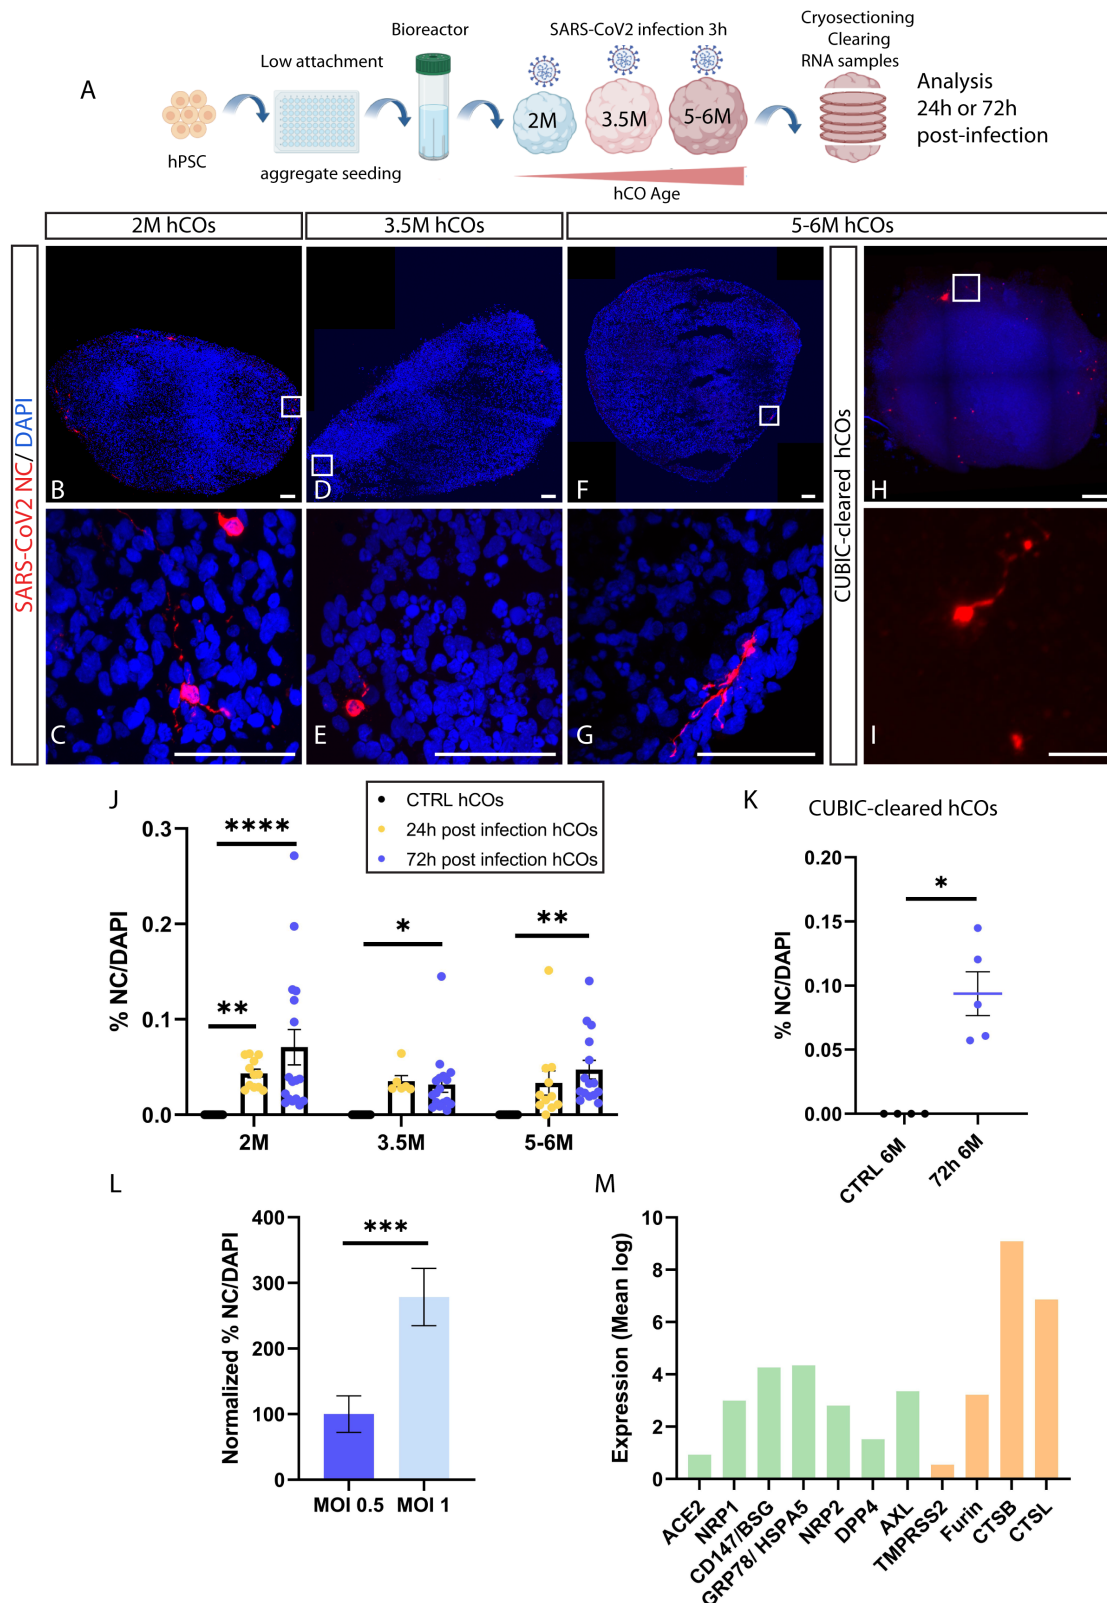 A
hPSC
Low attachment
aggregate seeding
Bioreactor
SARS-CoV2 infection 3h
2M
3.5M
5-6M
hCO Age
Cryosectioning
Clearing
RNA samples
Analysis
24h or 72h
post-infection
2M hCOs
3.5M hCOs
5-6M hCOs
SARS-CoV2 NC/ DAPI
CUBIC-cleared hCOs
B
D
F
H
C
E
G
I
J
CTRL hCOs
24h post infection hCOs
72h post infection hCOs
% NC/DAPI
0.3
0.2
0.1
0.0
****
**
*
**
2M
3.5M
5-6M
K
CUBIC-cleared hCOs
% NC/DAPI
0.20
0.15
0.10
0.05
0.00
*
CTRL 6M
72h 6M
L
Normalized % NC/DAPI
400
300
200
100
0
***
MOI 0.5
MOI 1
M
Expression (Mean log)
10
8
6
4
2
0
ACE2
NRP1
CD147/BSG
GRP78/ HSPA5
NRP2
DPP4
AXL
TMPRSS2
Furin
CTSB
CTSL